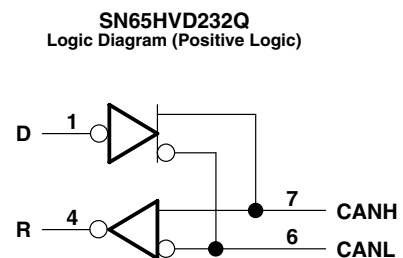 SN65HVD232Q
Logic Diagram (Positive Logic)
D 1
7 CANH
R 4
6 CANL